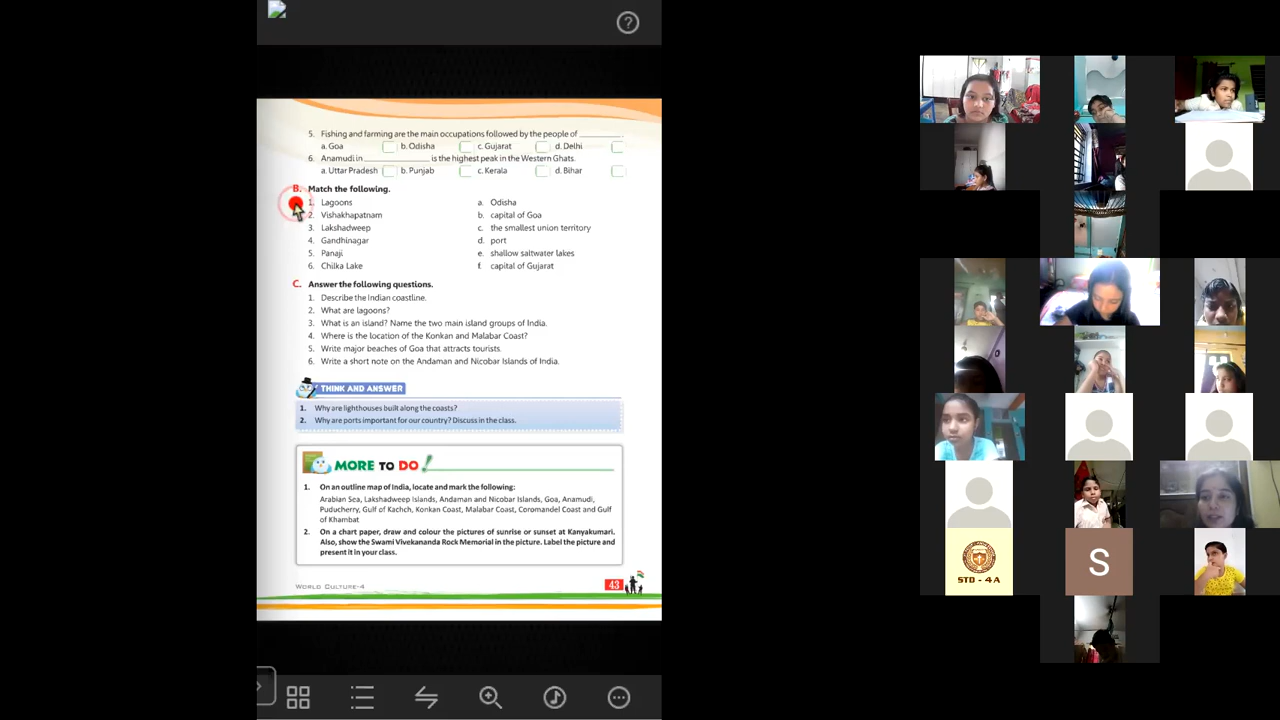 5. Fishing and farming are the main occupations followed by the people of ________.
a. Goa b. Odisha c. Gujarat d. Delhi
6. Anamudi in ____________ is the highest peak in the Western Ghats.
a. Uttar Pradesh b. Punjab c. Kerala d. Bihar
B. Match the following.
1. Lagoons a. Odisha
2. Vishakhapatnam b. capital of Goa
3. Lakshadweep c. the smallest union territory
4. Gandhinagar d. port
5. Panaji e. shallow saltwater lakes
6. Chilka Lake f. capital of Gujarat
C. Answer the following questions.
1. Describe the Indian coastline.
2. What are lagoons?
3. What is an island? Name the two main island groups of India.
4. Where is the location of the Konkan and Malabar Coast?
5. Write major beaches of Goa that attracts tourists.
6. Write a short note on the Andaman and Nicobar Islands of India.
THINK AND ANSWER
1. Why are lighthouses built along the coasts?
2. Why are ports important for our country? Discuss in the class.
MORE TO DO!
1. On an outline map of India, locate and mark the following:
Arabian Sea, Lakshadweep Islands, Andaman and Nicobar Islands, Goa, Anamudi,
Puducherry, Gulf of Kachch, Konkan Coast, Malabar Coast, Coromandel Coast and Gulf
of Khambat
2. On a chart paper, draw and colour the pictures of sunrise or sunset at Kanyakumari.
Also, show the Swami Vivekananda Rock Memorial in the picture. Label the picture and
present it in your class.
WORLD CULTURE-4
43
STD - 4 A
S